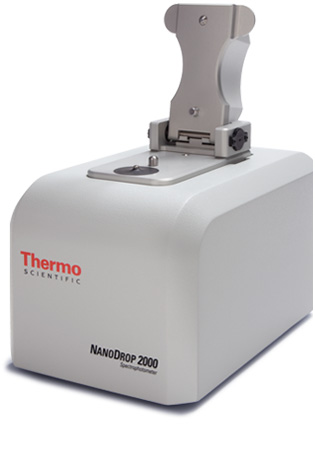 Thermo
SCIENTIFIC
NANODROP 2000
Spectrophotometer